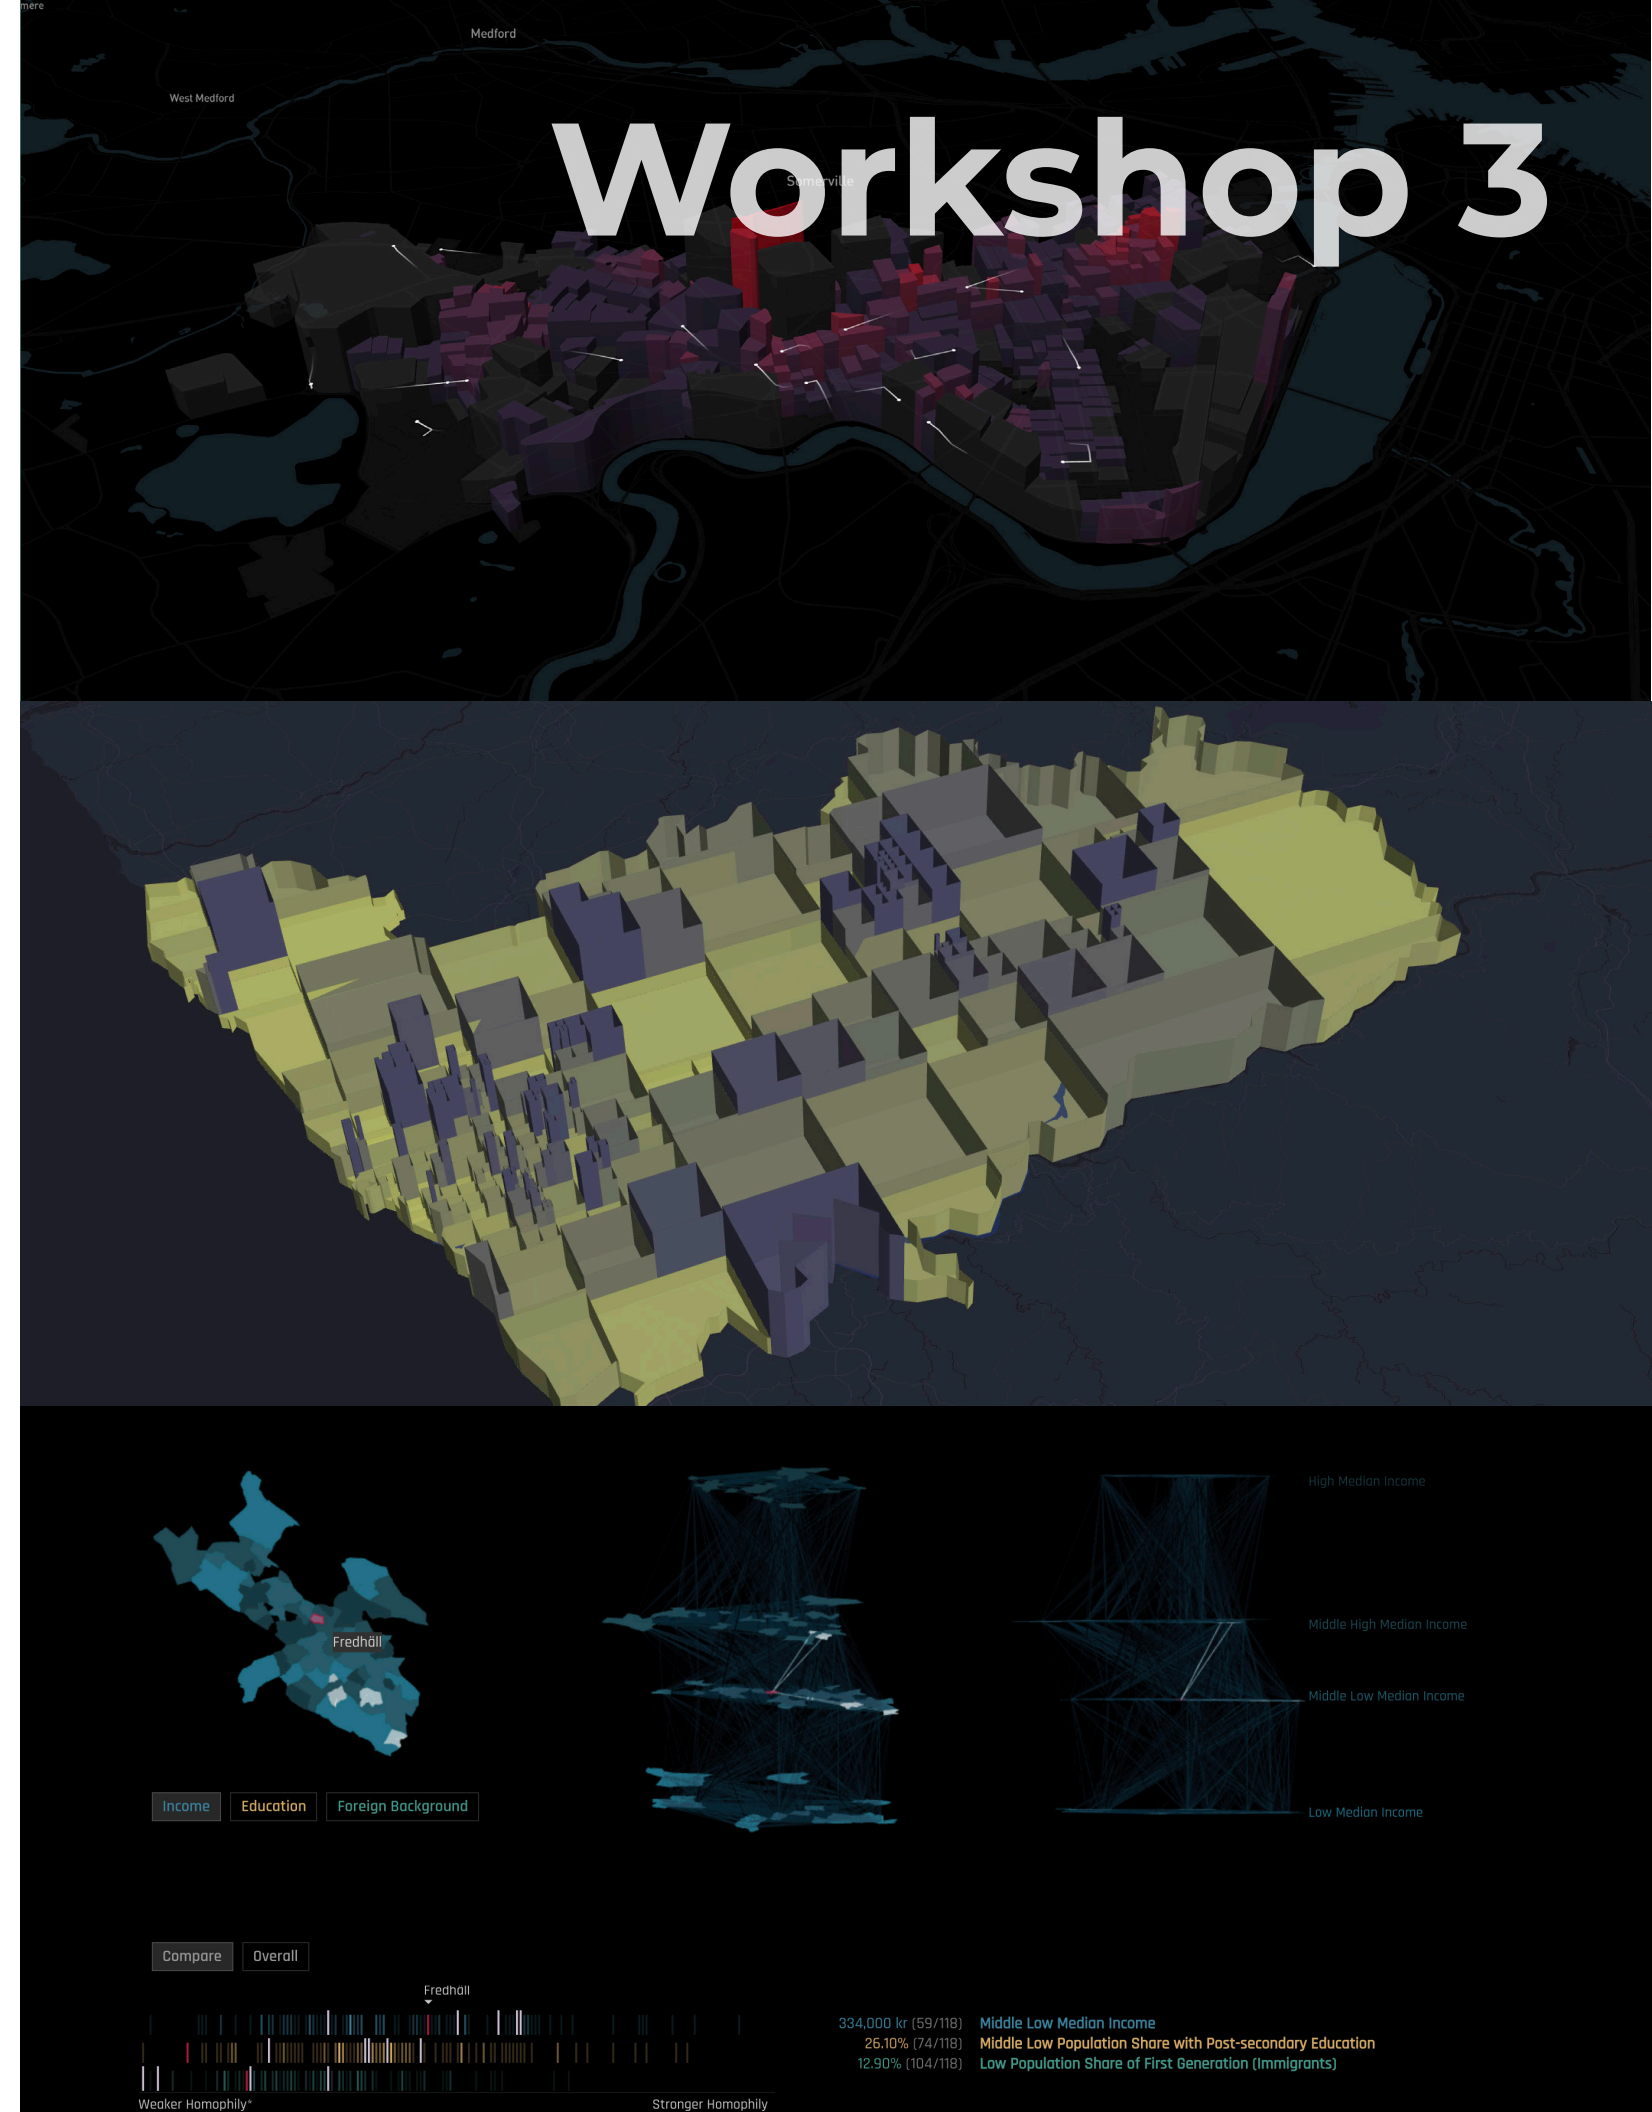 mere
Medford
West Medford
Workshop 3
Somerville
High Median Income
Middle High Median Income
Fredhäll
Middle Low Median Income
Income
Education
Foreign Background
Low Median Income
Compare
Overall
Fredhäll
334,000 kr (59/118) Middle Low Median Income
26.10% (74/118) Middle Low Population Share with Post-secondary Education
12.90% (104/118) Low Population Share of First Generation (Immigrants)
Weaker Homophily*
Stronger Homophily